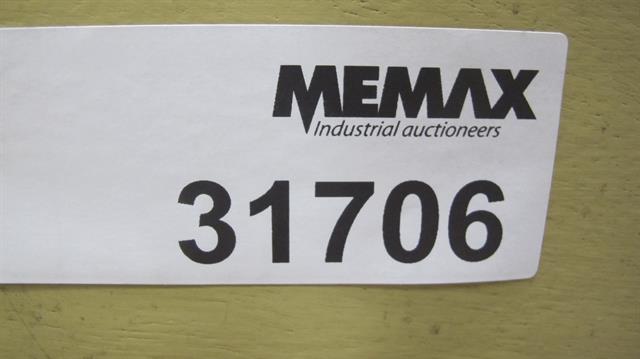 MEMAX
Industrial auctioneers
31706